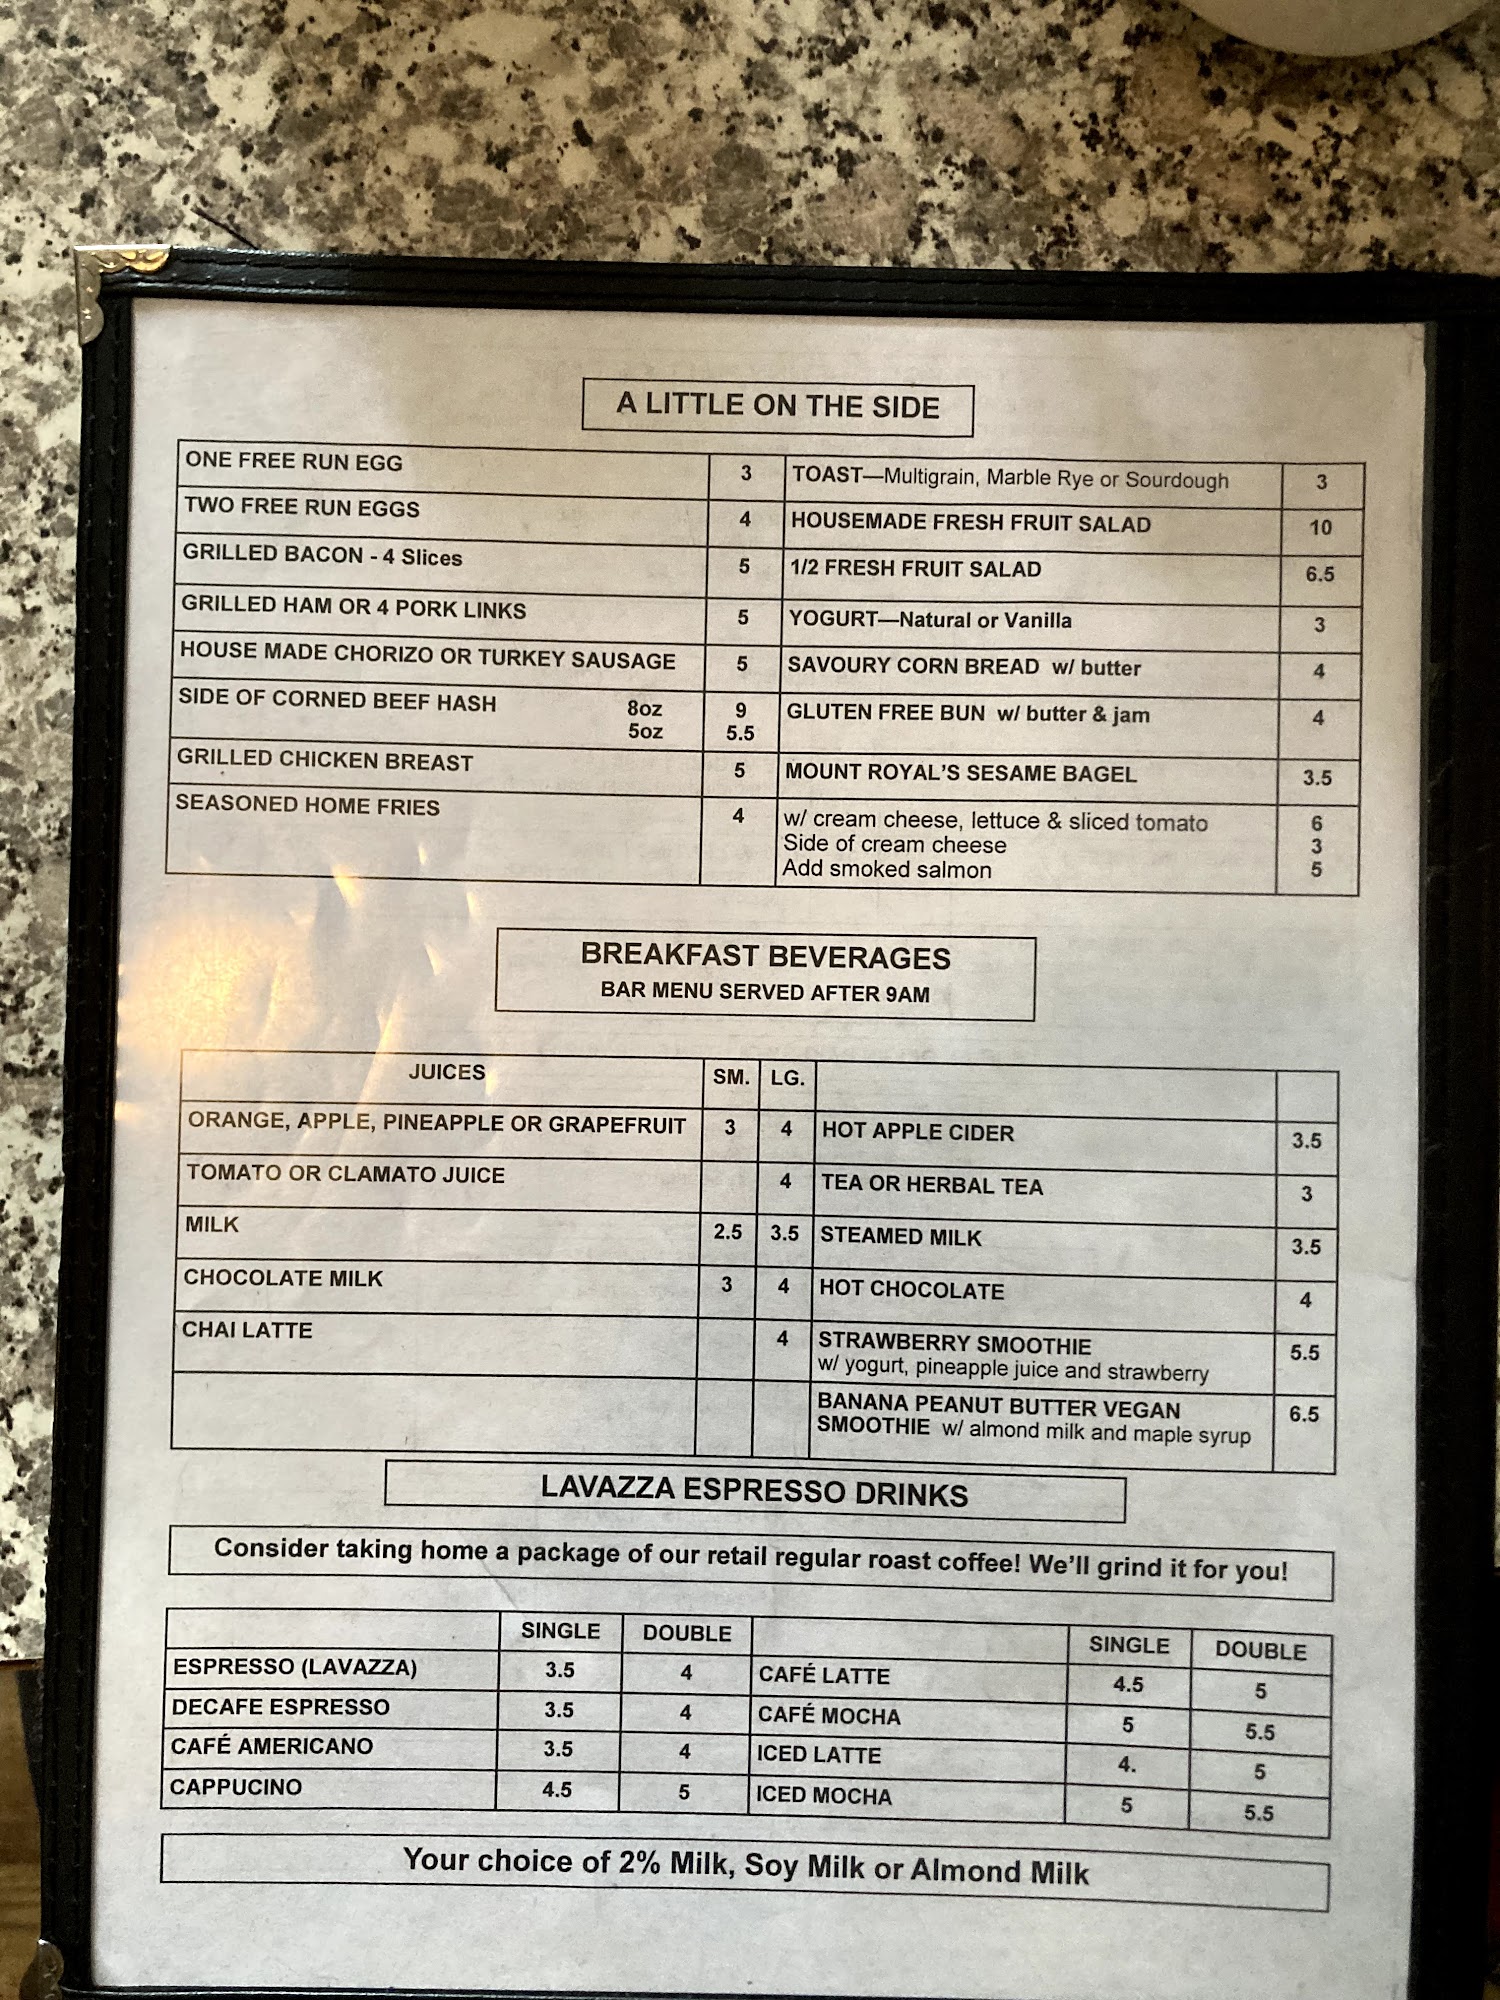 A LITTLE ON THE SIDE
ONE FREE RUN EGG 3 TOAST—Multigrain, Marble Rye or Sourdough 3
TWO FREE RUN EGGS 4 HOUSEMADE FRESH FRUIT SALAD 10
GRILLED BACON - 4 Slices 5 1/2 FRESH FRUIT SALAD 6.5
GRILLED HAM OR 4 PORK LINKS 5 YOGURT—Natural or Vanilla 3
HOUSE MADE CHORIZO OR TURKEY SAUSAGE 5 SAVOURY CORN BREAD w/ butter 4
SIDE OF CORNED BEEF HASH 8oz 9 GLUTEN FREE BUN w/ butter & jam 4
5oz 5.5
GRILLED CHICKEN BREAST 5 MOUNT ROYAL'S SESAME BAGEL 3.5
SEASONED HOME FRIES 4 w/ cream cheese, lettuce & sliced tomato 6
Side of cream cheese 3
Add smoked salmon 5
BREAKFAST BEVERAGES
BAR MENU SERVED AFTER 9AM
JUICES SM. LG.
ORANGE, APPLE, PINEAPPLE OR GRAPEFRUIT 3 4 HOT APPLE CIDER 3.5
TOMATO OR CLAMATO JUICE 4 TEA OR HERBAL TEA 3
MILK 2.5 3.5 STEAMED MILK 3.5
CHOCOLATE MILK 3 4 HOT CHOCOLATE 4
CHAI LATTE 4 STRAWBERRY SMOOTHIE 5.5
w/ yogurt, pineapple juice and strawberry
BANANA PEANUT BUTTER VEGAN 6.5
SMOOTHIE w/ almond milk and maple syrup
LAVAZZA ESPRESSO DRINKS
Consider taking home a package of our retail regular roast coffee! We'll grind it for you!
SINGLE DOUBLE SINGLE DOUBLE
ESPRESSO (LAVAZZA) 3.5 4 CAFÉ LATTE 4.5 5
DECAFE ESPRESSO 3.5 4 CAFÉ MOCHA 5 5.5
CAFÉ AMERICANO 3.5 4 ICED LATTE 4. 5
CAPPUCINO 4.5 5 ICED MOCHA 5 5.5
Your choice of 2% Milk, Soy Milk or Almond Milk